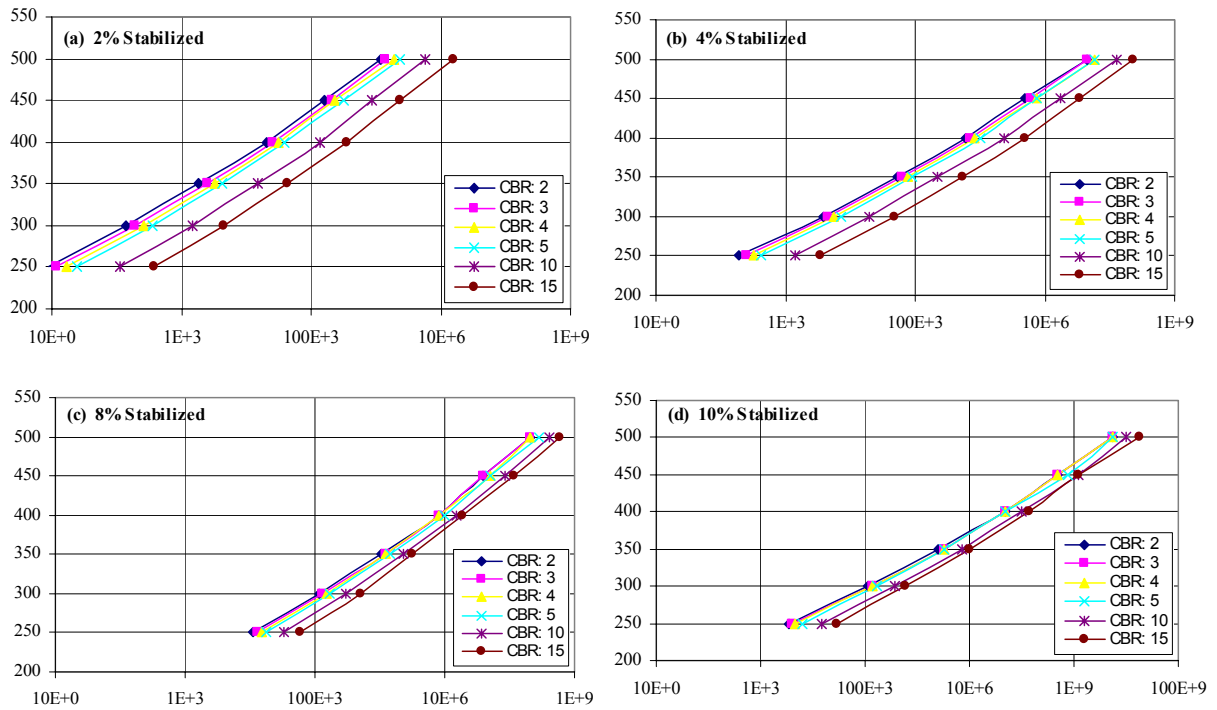 (a) 2% Stabilized
550
500
450
400
350
300
250
200
10E+0
1E+3
100E+3
10E+6
1E+9
CBR: 2
CBR: 3
CBR: 4
CBR: 5
CBR: 10
CBR: 15
(b) 4% Stabilized
550
500
450
400
350
300
250
200
10E+0
1E+3
100E+3
10E+6
1E+9
CBR: 2
CBR: 3
CBR: 4
CBR: 5
CBR: 10
CBR: 15
(c) 8% Stabilized
550
500
450
400
350
300
250
200
10E+0
1E+3
100E+3
10E+6
1E+9
CBR: 2
CBR: 3
CBR: 4
CBR: 5
CBR: 10
CBR: 15
(d) 10% Stabilized
550
500
450
400
350
300
250
200
10E+0
1E+3
100E+3
10E+6
1E+9
100E+9
CBR: 2
CBR: 3
CBR: 4
CBR: 5
CBR: 10
CBR: 15